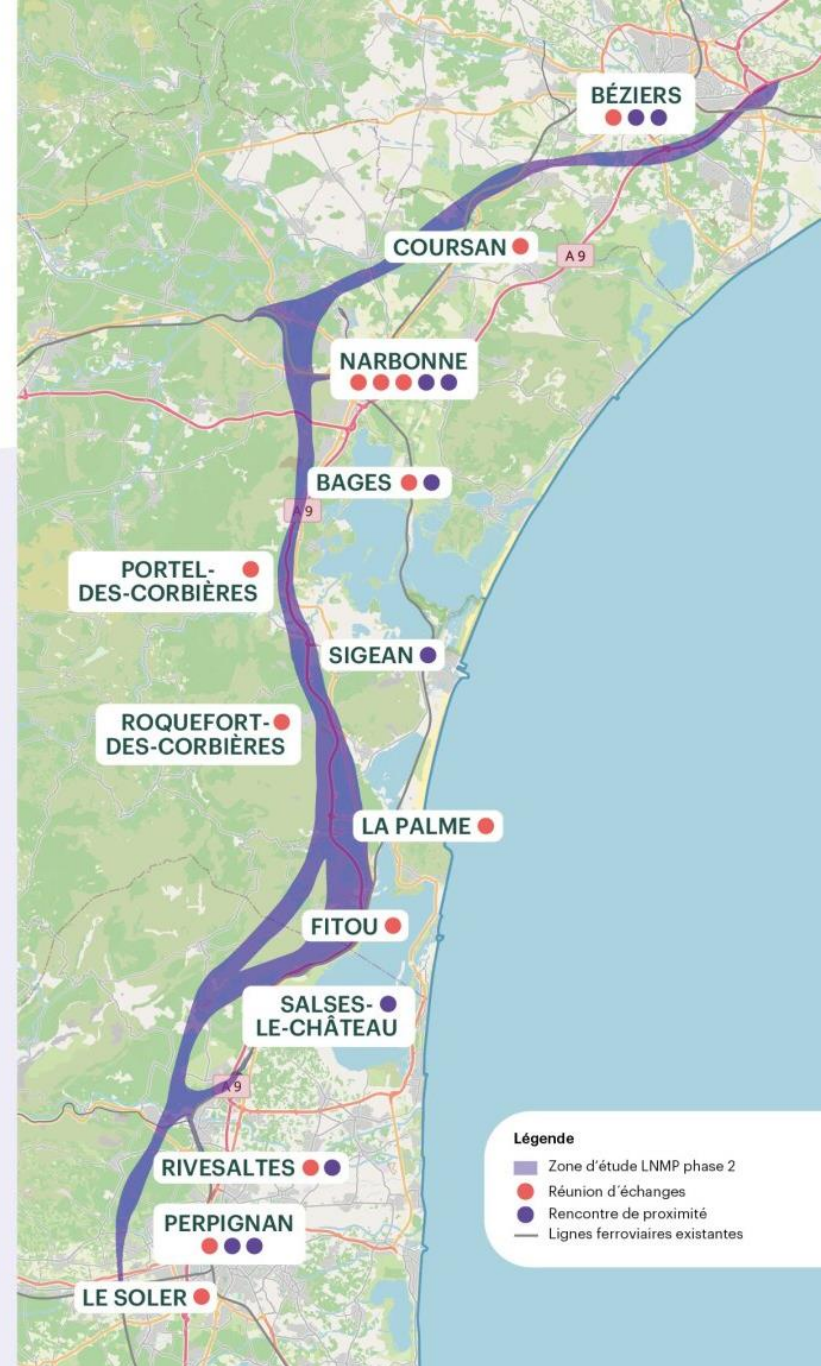 BÉZIERS
COURSAN
A 9
NARBONNE
BAGES
A 9
PORTEL-
DES-CORBIÈRES
SIGEAN
ROQUEFORT-
DES-CORBIÈRES
LA PALME
FITOU
SALSES-
LE-CHÂTEAU
A 9
RIVESALTES
PERPIGNAN
LE SOLER
Légende
Zone d'étude LNMP phase 2
Réunion d'échanges
Rencontre de proximité
Lignes ferroviaires existantes